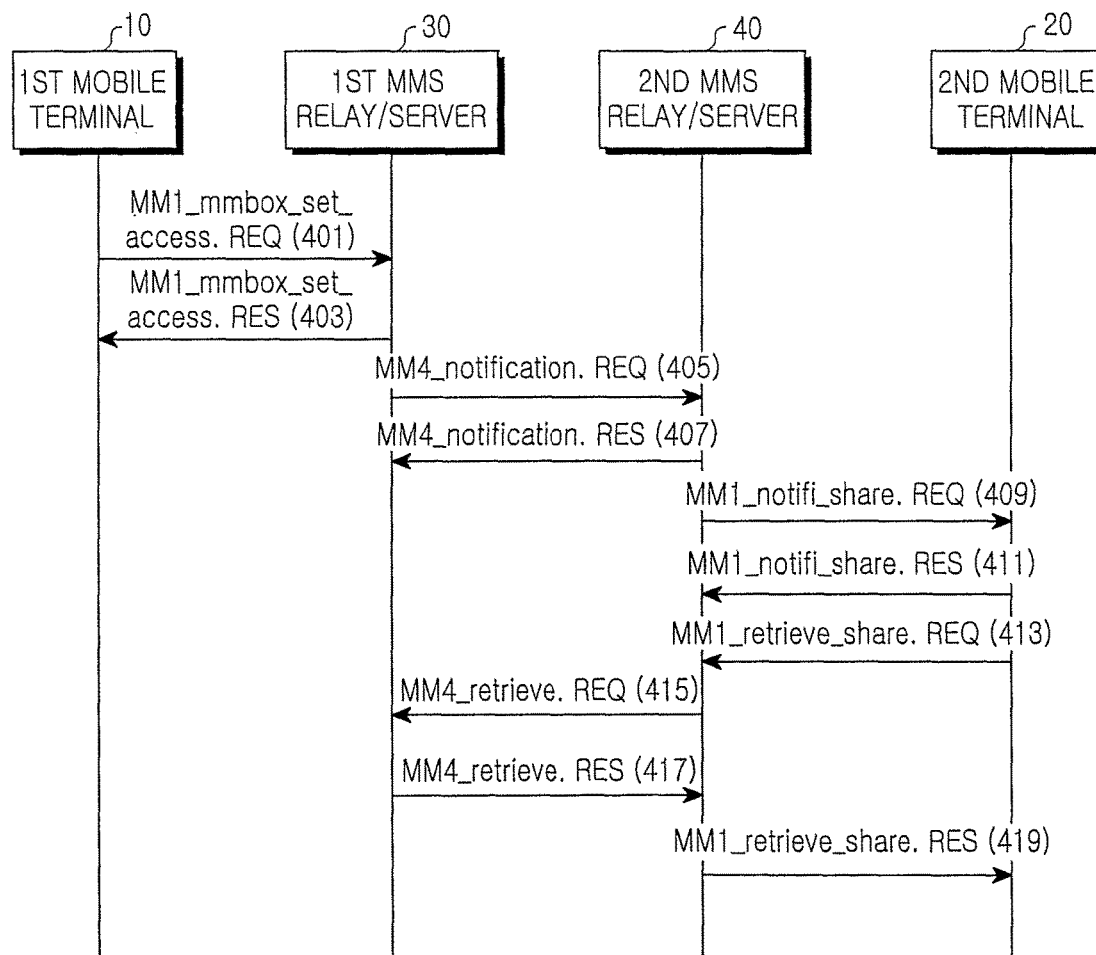 10
30
40
20
1ST MOBILE
TERMINAL
1ST MMS
RELAY/SERVER
2ND MMS
RELAY/SERVER
2ND MOBILE
TERMINAL
MM1_mmbox_set_
access. REQ (401)
MM1_mmbox_set_
access. RES (403)
MM4_notification. REQ (405)
MM4_notification. RES (407)
MM1_notifi_share. REQ (409)
MM1_notifi_share. RES (411)
MM1_retrieve_share. REQ (413)
MM4_retrieve. REQ (415)
MM4_retrieve. RES (417)
MM1_retrieve_share. RES (419)